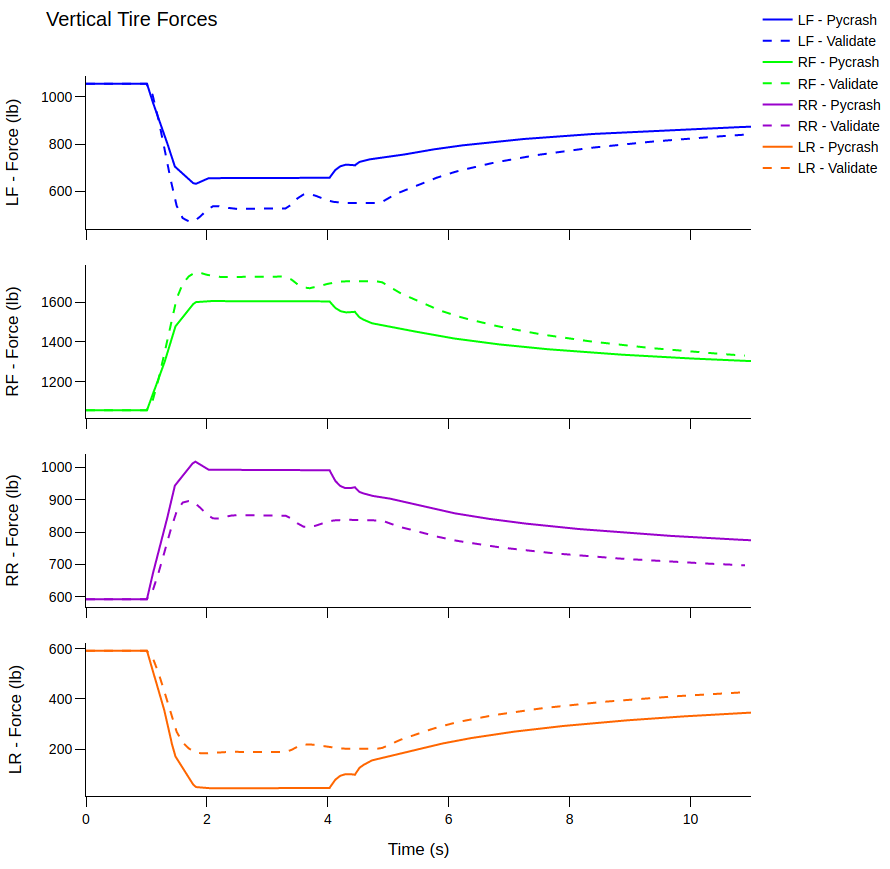 Vertical Tire Forces
LF - Pycrash
LF - Validate
RF - Pycrash
RF - Validate
RR - Pycrash
RR - Validate
LR - Pycrash
LR - Validate
LF - Force (lb)
1000
800
600
RF - Force (lb)
1600
1400
1200
RR - Force (lb)
1000
900
800
700
600
LR - Force (lb)
600
400
200
0 2 4 6 8 10
Time (s)